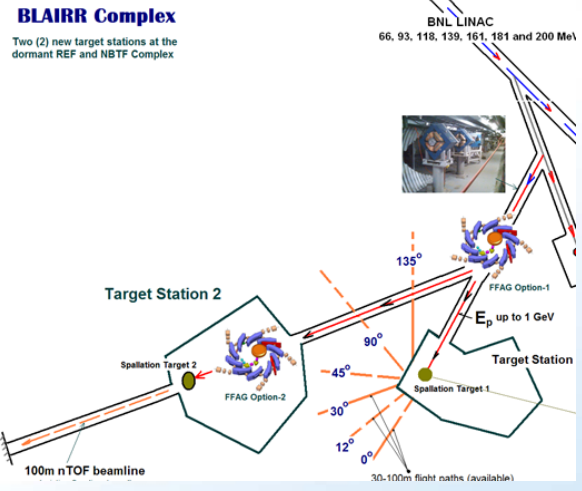 BLAIRR Complex
Two (2) new target stations at the
dormant REF and NBTF Complex
BNL LINAC
66, 93, 118, 139, 161, 181 and 200 MeV
135°
FFAG Option-1
Target Station 2
Ep up to 1 GeV
90°
Spallation Target 2
FFAG Option-2
45°
Target Station
Spallation Target 1
30°
12°
0°
100m nTOF beamline
30-100m flight paths (available)